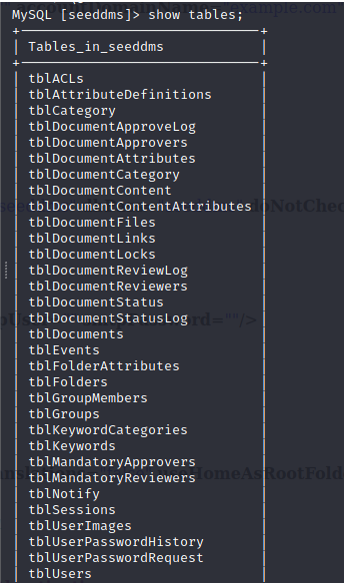 MySQL [seeddms]> show tables;
+------------------------------+
| Tables_in_seeddms            |
+------------------------------+
| tblACLs                      |
| tblAttributeDefinitions      |
| tblCategory                  |
| tblDocumentApproveLog        |
| tblDocumentApprovers         |
| tblDocumentAttributes        |
| tblDocumentCategory          |
| tblDocumentContent           |
| tblDocumentContentAttributes |
| tblDocumentFiles             |
| tblDocumentLinks             |
| tblDocumentLocks             |
| tblDocumentReviewLog         |
| tblDocumentReviewers         |
| tblDocumentStatus            |
| tblDocumentStatusLog         |
| tblDocuments                 |
| tblEvents                    |
| tblFolderAttributes          |
| tblFolders                   |
| tblGroupMembers              |
| tblGroups                    |
| tblKeywordCategories         |
| tblKeywords                  |
| tblMandatoryApprovers        |
| tblMandatoryReviewers        |
| tblNotify                    |
| tblSessions                  |
| tblUserImages                |
| tblUserPasswordHistory       |
| tblUserPasswordRequest       |
| tblUsers                     |